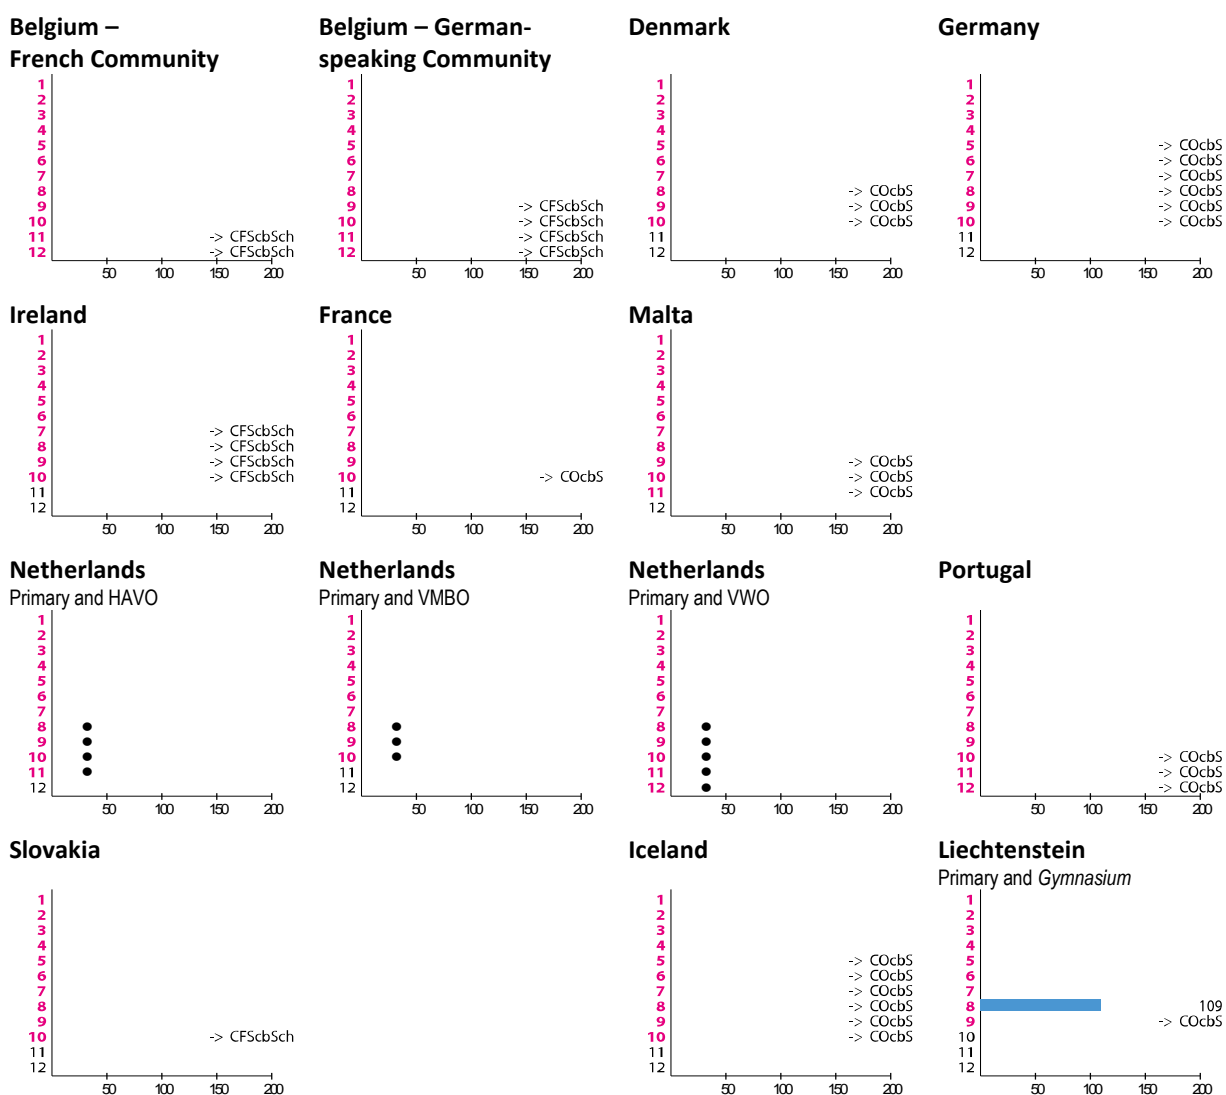 Belgium –
French Community
1
2
3
4
5
6
7
8
9
10
11 -> CFScbSch
12 -> CFScbSch
50 100 150 200
Belgium – German-
speaking Community
1
2
3
4
5
6
7
8
9 -> CFScbSch
10 -> CFScbSch
11 -> CFScbSch
12 -> CFScbSch
50 100 150 200
Denmark
1
2
3
4
5
6
7
8 -> COcbS
9 -> COcbS
10 -> COcbS
11
12
50 100 150 200
Germany
1
2
3
4
5 -> COcbS
6 -> COcbS
7 -> COcbS
8 -> COcbS
9 -> COcbS
10 -> COcbS
11
12
50 100 150 200
Ireland
1
2
3
4
5
6
7 -> CFScbSch
8 -> CFScbSch
9 -> CFScbSch
10 -> CFScbSch
11
12
50 100 150 200
France
1
2
3
4
5
6
7
8
9
10 -> COcbS
11
12
50 100 150 200
Malta
1
2
3
4
5
6
7
8
9 -> COcbS
10 -> COcbS
11 -> COcbS
12
50 100 150 200
Netherlands
Primary and HAVO
1
2
3
4
5
6
7
8
9
10
11
12
50 100 150 200
Netherlands
Primary and VMBO
1
2
3
4
5
6
7
8
9
10
11
12
50 100 150 200
Netherlands
Primary and VWO
1
2
3
4
5
6
7
8
9
10
11
12
50 100 150 200
Portugal
1
2
3
4
5
6
7
8
9
10 -> COcbS
11 -> COcbS
12 -> COcbS
50 100 150 200
Slovakia
1
2
3
4
5
6
7
8
9
10 -> CFScbSch
11
12
50 100 150 200
Iceland
1
2
3
4
5 -> COcbS
6 -> COcbS
7 -> COcbS
8 -> COcbS
9 -> COcbS
10 -> COcbS
11
12
50 100 150 200
Liechtenstein
Primary and Gymnasium
1
2
3
4
5
6
7
8 109
9 -> COcbS
10
11
12
50 100 150 200